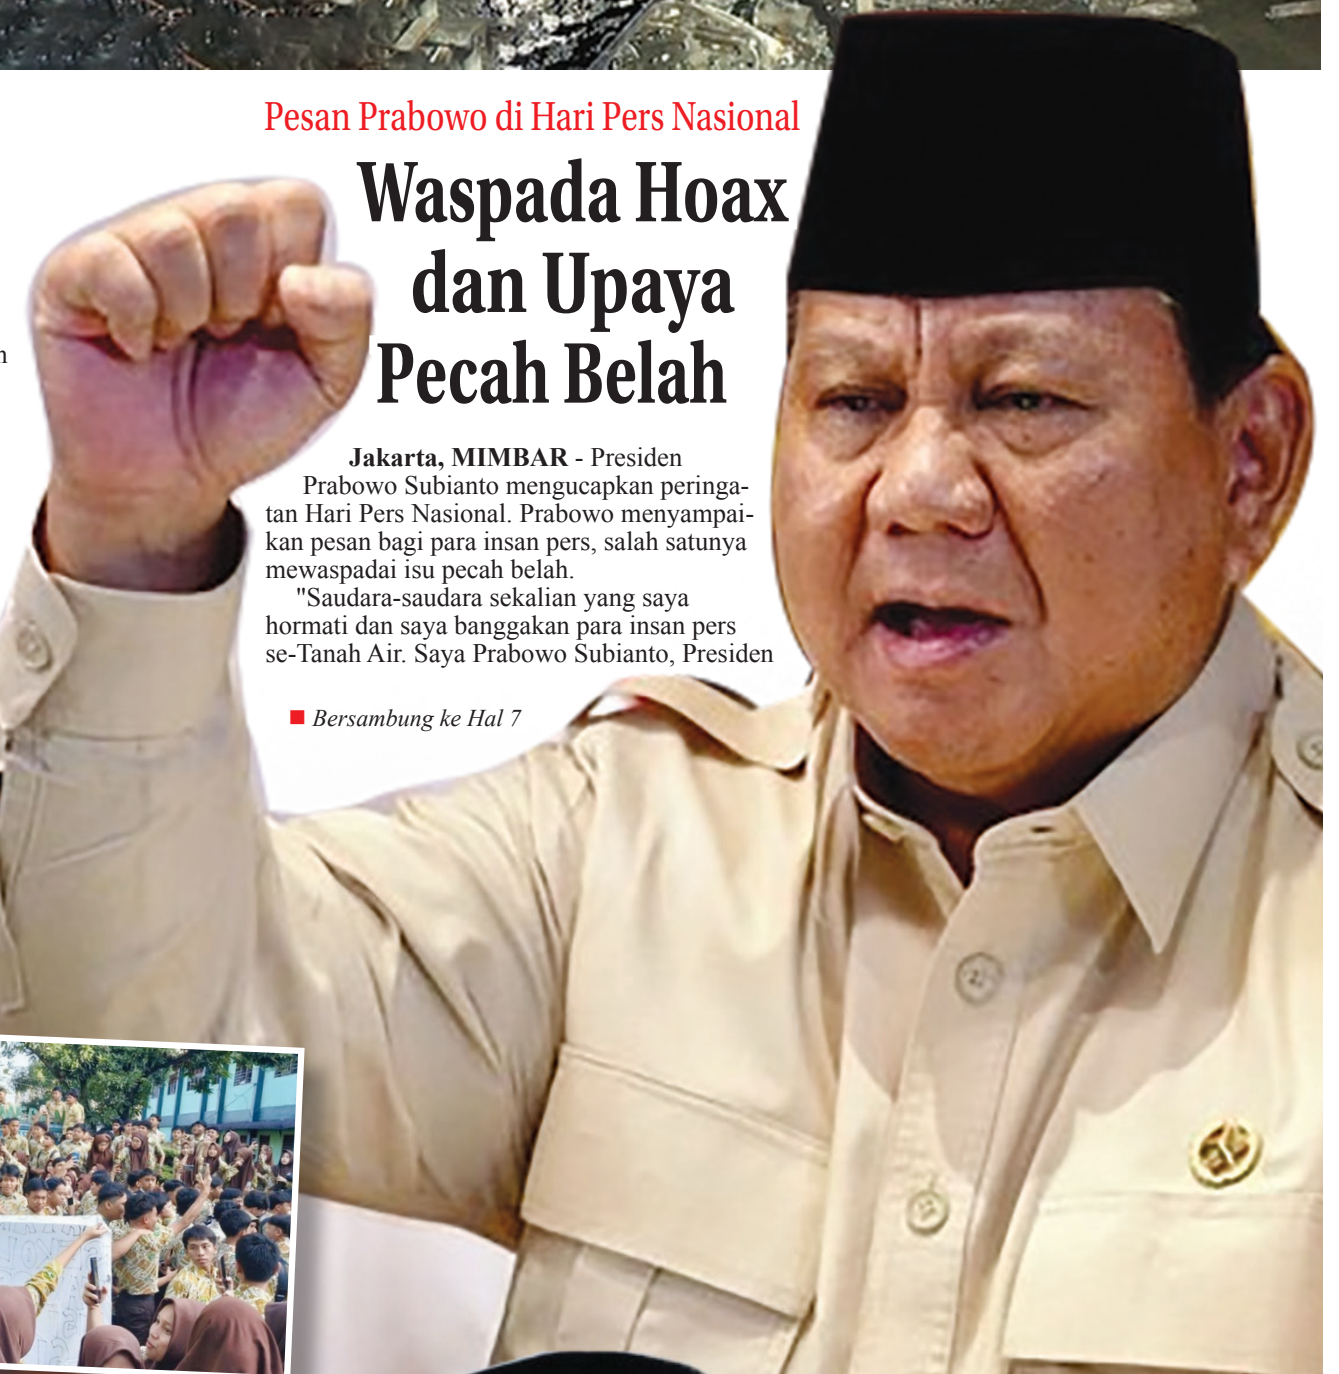 Pesan Prabowo di Hari Pers Nasional
Waspada Hoax
dan Upaya
Pecah Belah
n
Jakarta, MIMBAR - Presiden
Prabowo Subianto mengucapkan peringa-
tan Hari Pers Nasional. Prabowo menyampai-
kan pesan bagi para insan pers, salah satunya
mewaspadai isu pecah belah.
"Saudara-saudara sekalian yang saya
hormati dan saya banggakan para insan pers
se-Tanah Air. Saya Prabowo Subianto, Presiden
■ Bersambung ke Hal 7